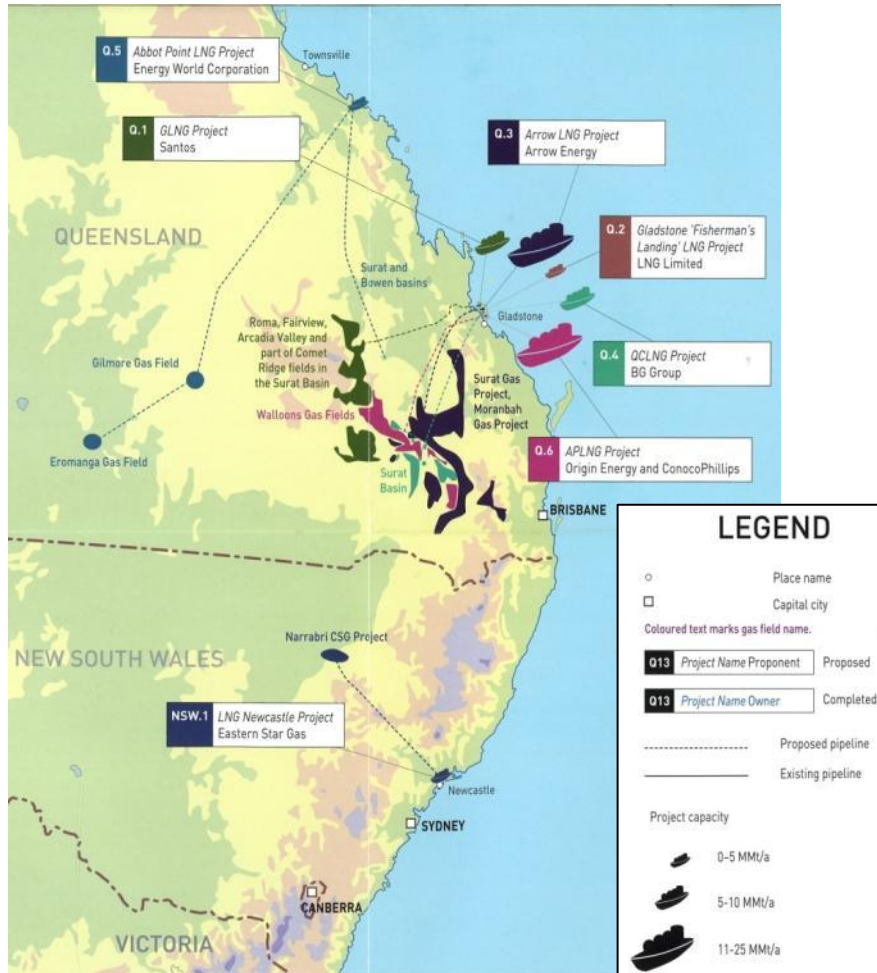 Q.5
Abbot Point LNG Project
Energy World Corporation
Townsville
Q.1
GLNG Project
Santos
Q.3
Arrow LNG Project
Arrow Energy
QUEENSLAND
Q.2
Gladstone 'Fisherman's
Landing' LNG Project
LNG Limited
Surat and
Bowen basins
Roma, Fairview,
Arcadia Valley and
part of Comet
Ridge fields in
the Surat Basin
Gladstone
Q.4
QCLNG Project
BG Group
Gilmore Gas Field
Surat Gas
Project,
Moranbah
Gas Project
Walloons Gas Fields
Eromanga Gas Field
Surat
Basin
Q.6
APLNG Project
Origin Energy and ConocoPhillips
BRISBANE
Narrabri CSG Project
NEW SOUTH WALES
NSW.1
LNG Newcastle Project
Eastern Star Gas
Newcastle
SYDNEY
CANBERRA
VICTORIA
LEGEND
Place name
Capital city
Coloured text marks gas field name.
Q13
Project Name Proponent
Proposed
Q13
Project Name Owner
Completed
Proposed pipeline
Existing pipeline
Project capacity
0-5 MMt/a
5-10 MMt/a
11-25 MMt/a